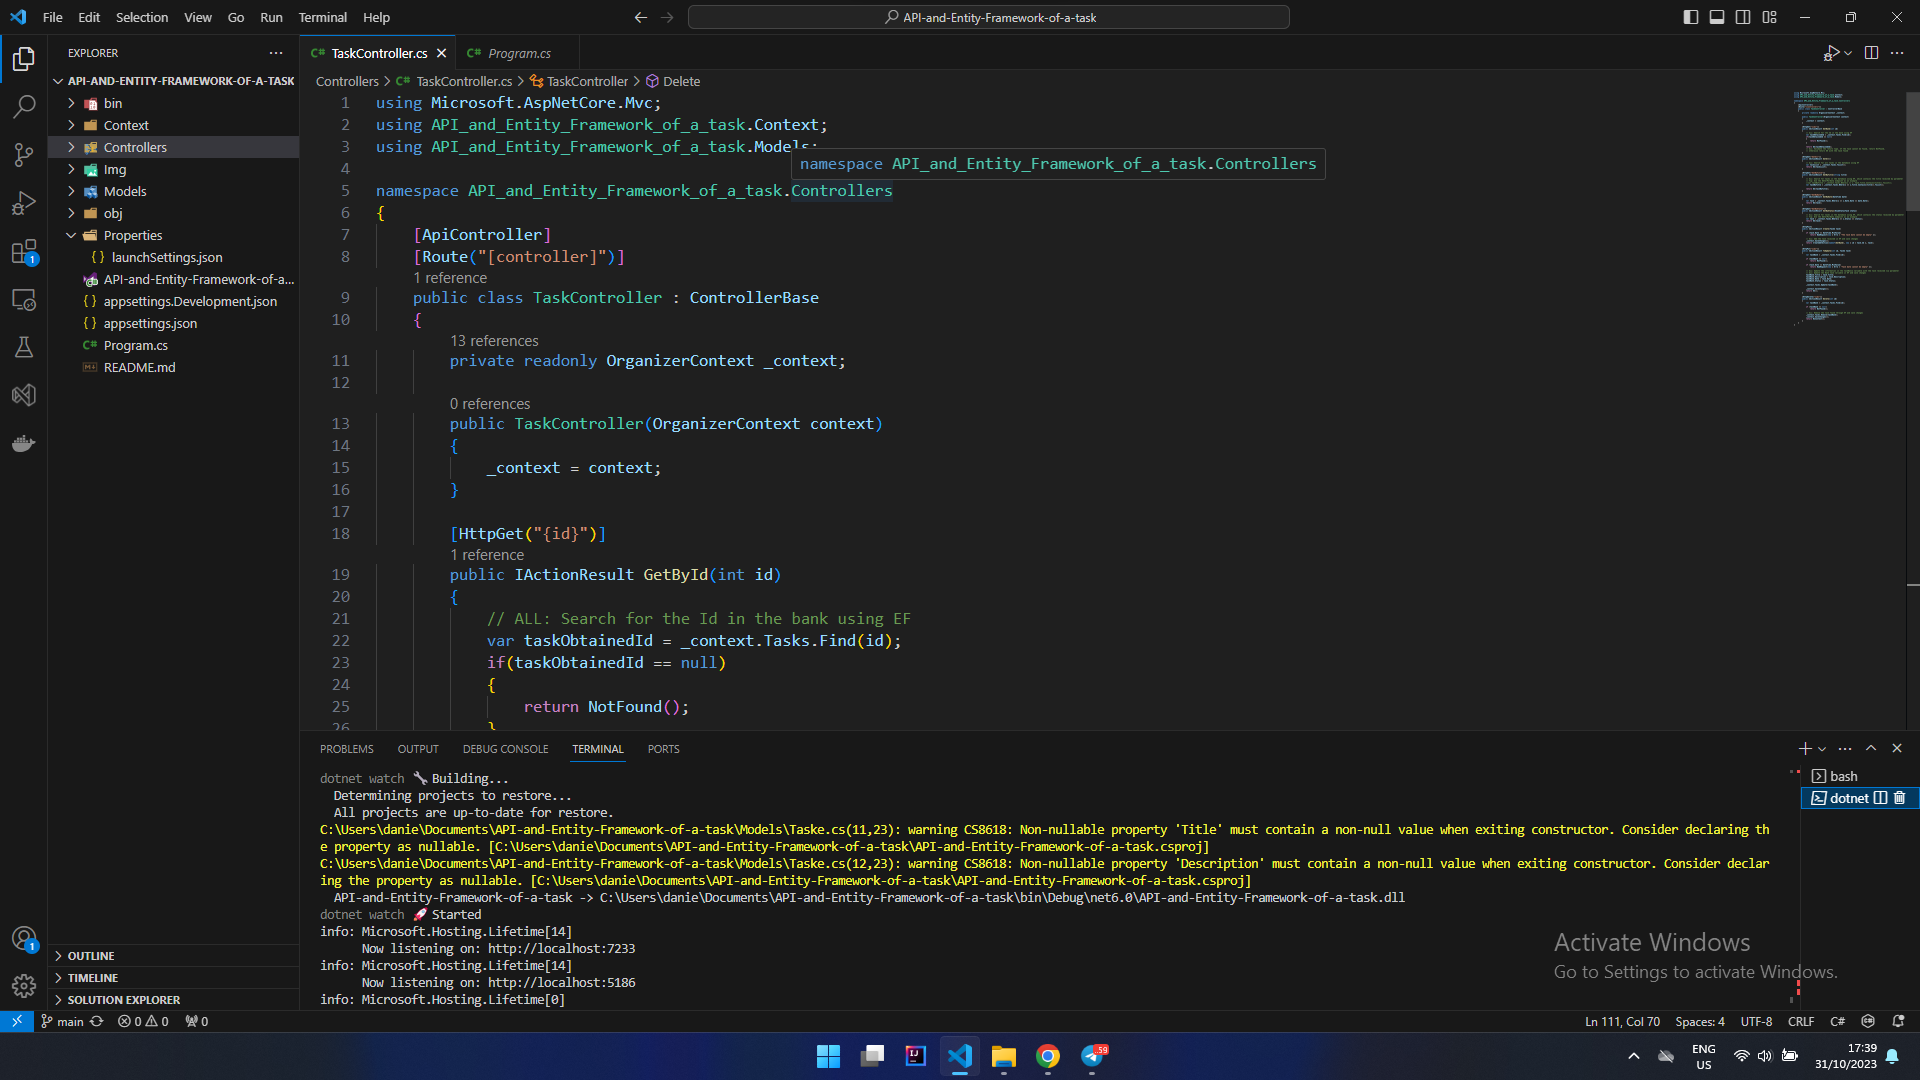 File Edit Selection View Go Run Terminal Help
API-and-Entity-Framework-of-a-task
EXPLORER
API-AND-ENTITY-FRAMEWORK-OF-A-TASK
bin
Context
Controllers
Img
Models
obj
Properties
launchSettings.json
API-and-Entity-Framework-of-a...
appsettings.Development.json
appsettings.json
Program.cs
README.md
OUTLINE
TIMELINE
SOLUTION EXPLORER
TaskController.cs
Program.cs
Controllers > TaskController.cs > TaskController > Delete
1 using Microsoft.AspNetCore.Mvc;
2 using API_and_Entity_Framework_of_a_task.Context;
3 using API_and_Entity_Framework_of_a_task.Models;
namespace API_and_Entity_Framework_of_a_task.Controllers
4
5 namespace API_and_Entity_Framework_of_a_task.Controllers
6 {
7 [ApiController]
8 [Route("[controller]")]
1 reference
9 public class TaskController : ControllerBase
10 {
13 references
11 private readonly OrganizerContext _context;
12
0 references
13 public TaskController(OrganizerContext context)
14 {
15 _context = context;
16 }
17
18 [HttpGet("{id}")]
1 reference
19 public IActionResult GetById(int id)
20 {
21 // ALL: Search for the Id in the bank using EF
22 var taskObtainedId = _context.Tasks.Find(id);
23 if(taskObtainedId == null)
24 {
25 return NotFound();
26 }
PROBLEMS OUTPUT DEBUG CONSOLE TERMINAL PORTS
bash
dotnet
dotnet watch 🔧 Building...
Determining projects to restore...
All projects are up-to-date for restore.
C:\Users\danie\Documents\API-and-Entity-Framework-of-a-task\Models\Taske.cs(11,23): warning CS8618: Non-nullable property 'Title' must contain a non-null value when exiting constructor. Consider declaring th
e property as nullable. [C:\Users\danie\Documents\API-and-Entity-Framework-of-a-task\API-and-Entity-Framework-of-a-task.csproj]
C:\Users\danie\Documents\API-and-Entity-Framework-of-a-task\Models\Taske.cs(12,23): warning CS8618: Non-nullable property 'Description' must contain a non-null value when exiting constructor. Consider declar
ing the property as nullable. [C:\Users\danie\Documents\API-and-Entity-Framework-of-a-task\API-and-Entity-Framework-of-a-task.csproj]
API-and-Entity-Framework-of-a-task -> C:\Users\danie\Documents\API-and-Entity-Framework-of-a-task\bin\Debug\net6.0\API-and-Entity-Framework-of-a-task.dll
dotnet watch 🚀 Started
info: Microsoft.Hosting.Lifetime[14]
Now listening on: http://localhost:7233
info: Microsoft.Hosting.Lifetime[14]
Now listening on: http://localhost:5186
info: Microsoft.Hosting.Lifetime[0]
Activate Windows
Go to Settings to activate Windows.
main 0 0 0
Ln 111, Col 70 Spaces: 4 UTF-8 CRLF C#
59
ENG
US
17:39
31/10/2023